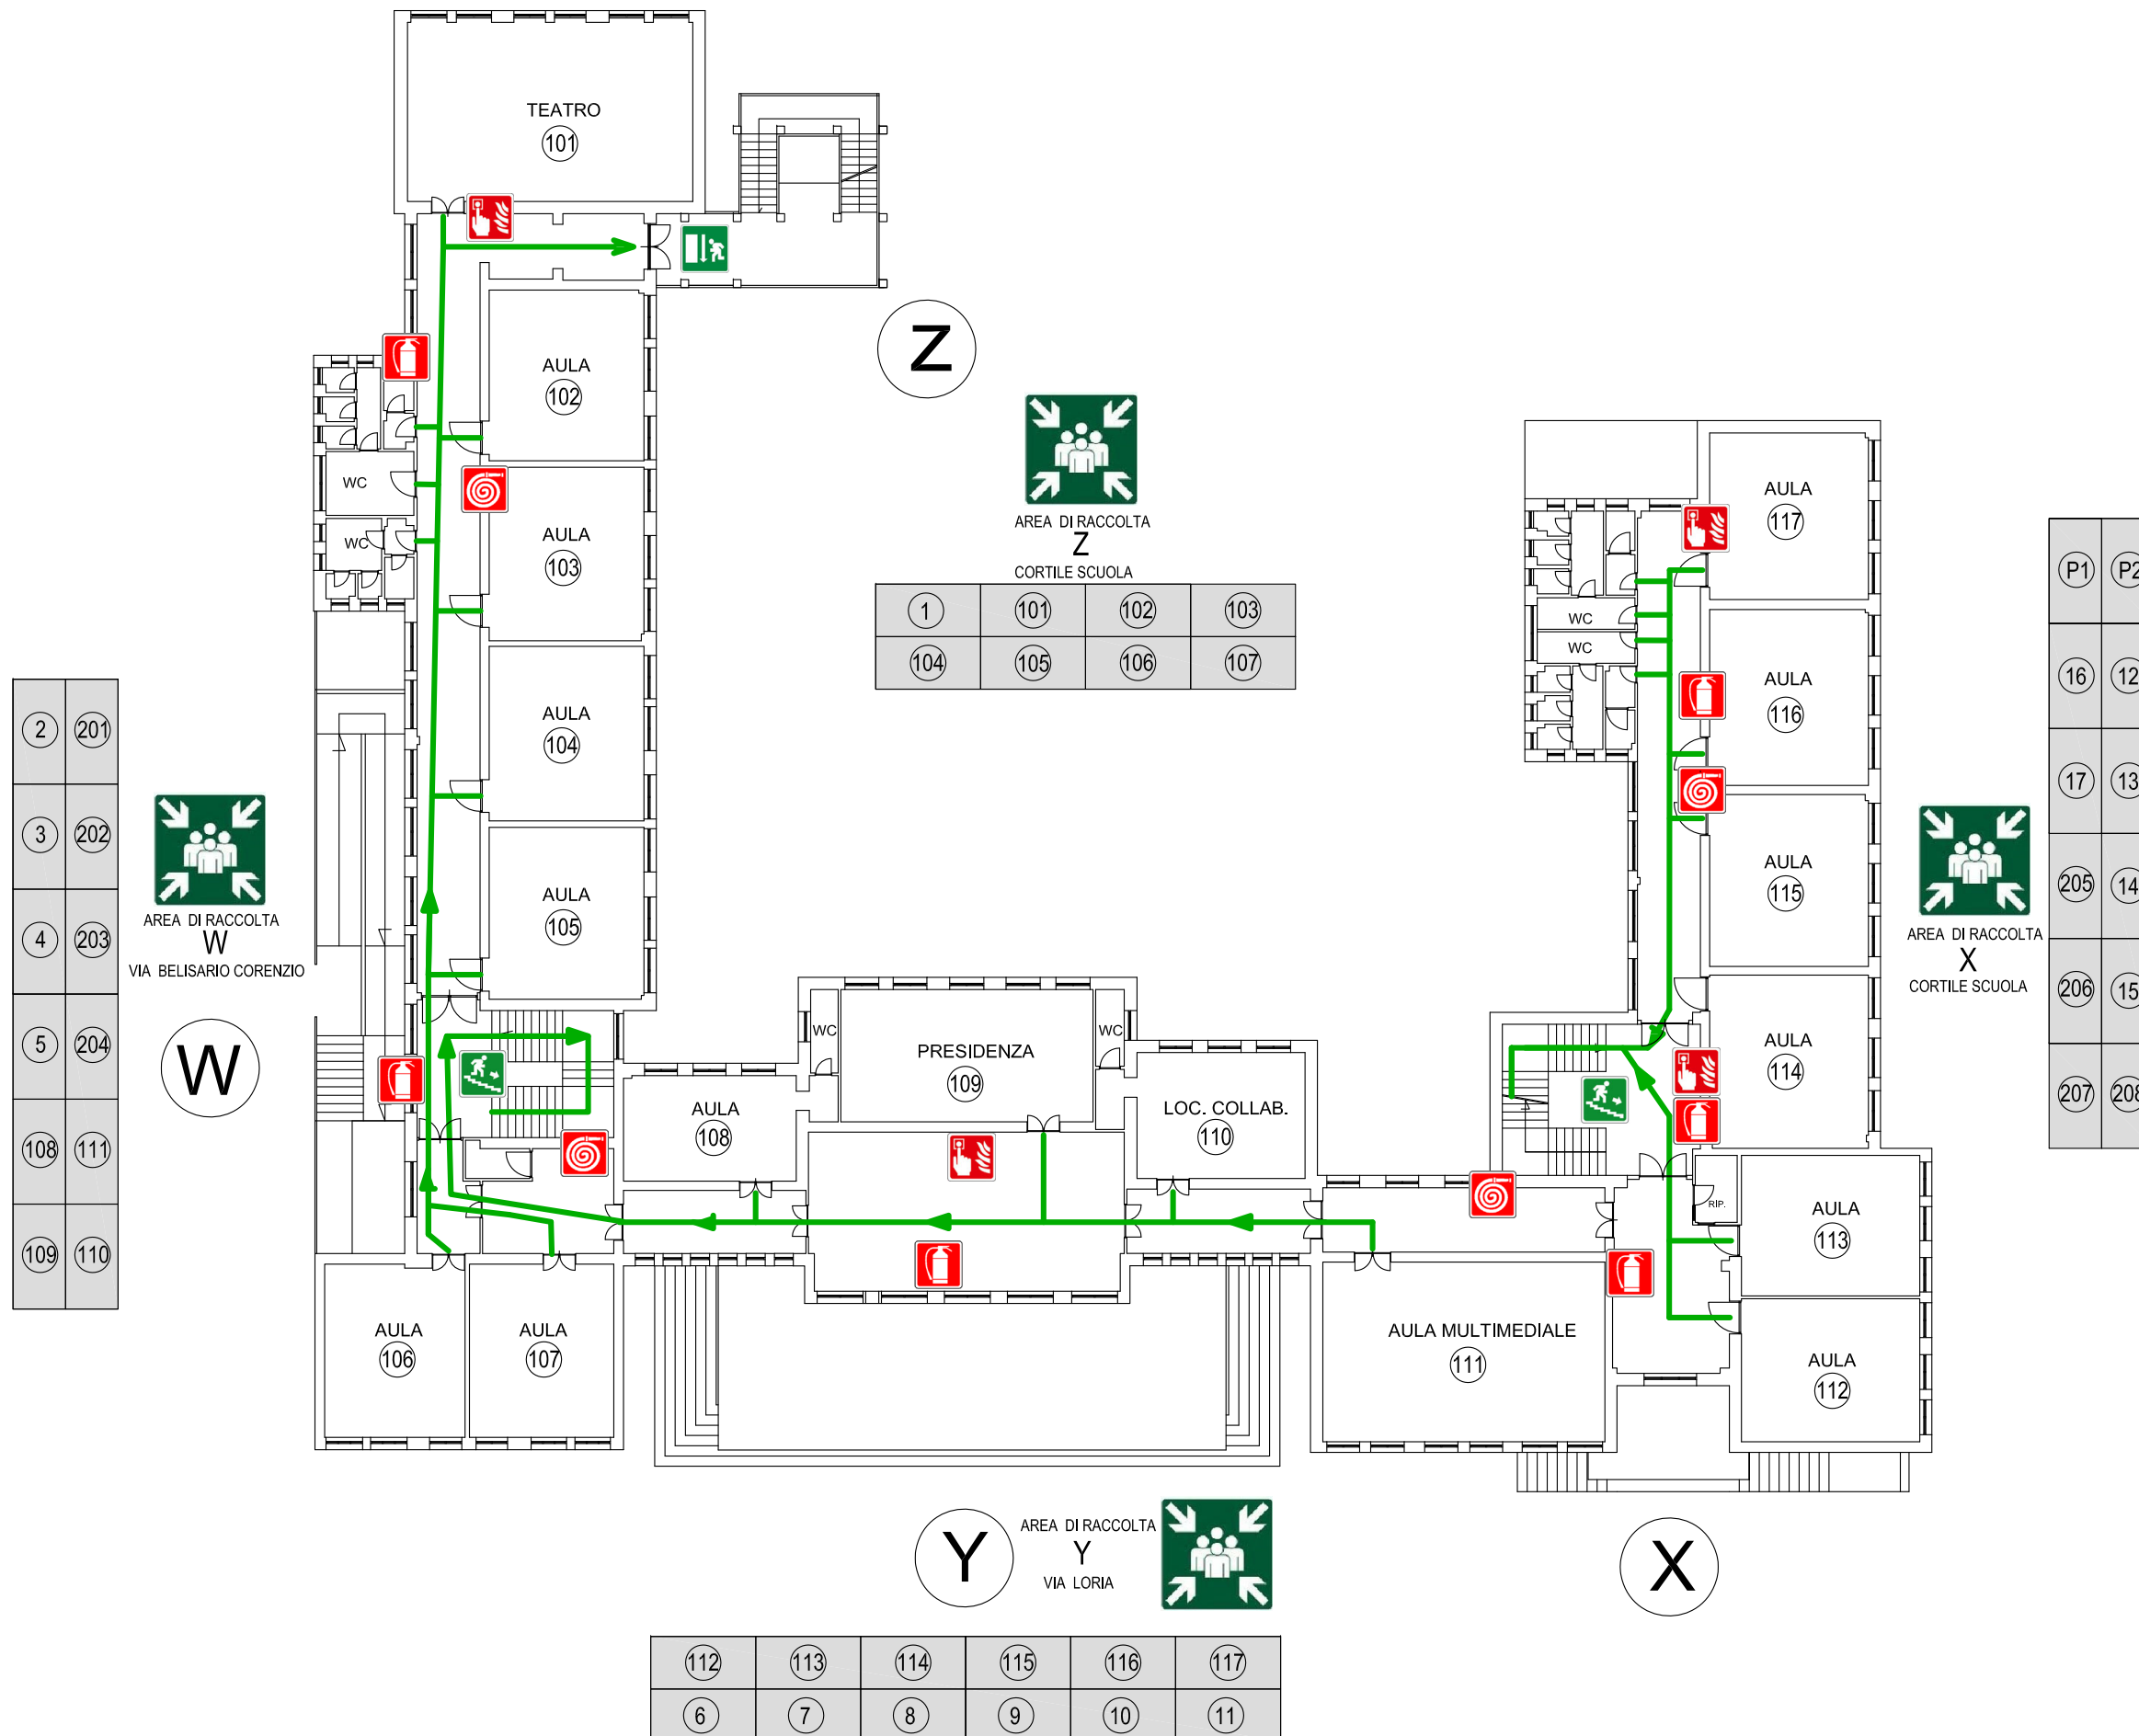 TEATRO
101
Z
AULA
102
AREA DI RACCOLTA
Z
CORTILE SCUOLA
1 101 102 103
104 105 106 107
WC
WC
AULA
103
AULA
104
AULA
105
2 201
3 202
4 203
5 204
108 111
109 110
AREA DI RACCOLTA
W
VIA BELISARIO CORENZIO
W
AULA
117
WC
WC
AULA
116
AULA
115
AULA
114
AREA DI RACCOLTA
X
CORTILE SCUOLA
P1 P2
16 12
17 13
205 14
206 15
207 208
WC
PRESIDENZA
109
WC
AULA
108
LOC. COLLAB.
110
RIP.
AULA
113
AULA
106
AULA
107
AULA MULTIMEDIALE
111
AULA
112
Y
AREA DI RACCOLTA
Y
VIA LORIA
X
112 113 114 115 116 117
6 7 8 9 10 11